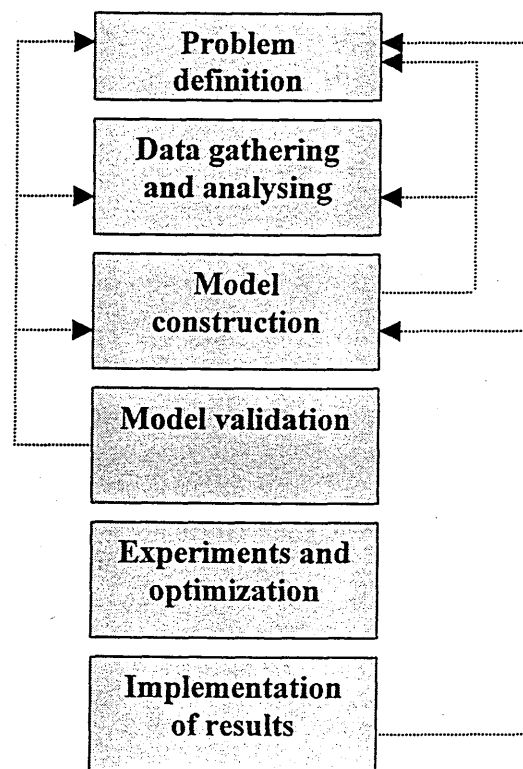 Problem
definition
Data gathering
and analysing
Model
construction
Model validation
Experiments and
optimization
Implementation
of results